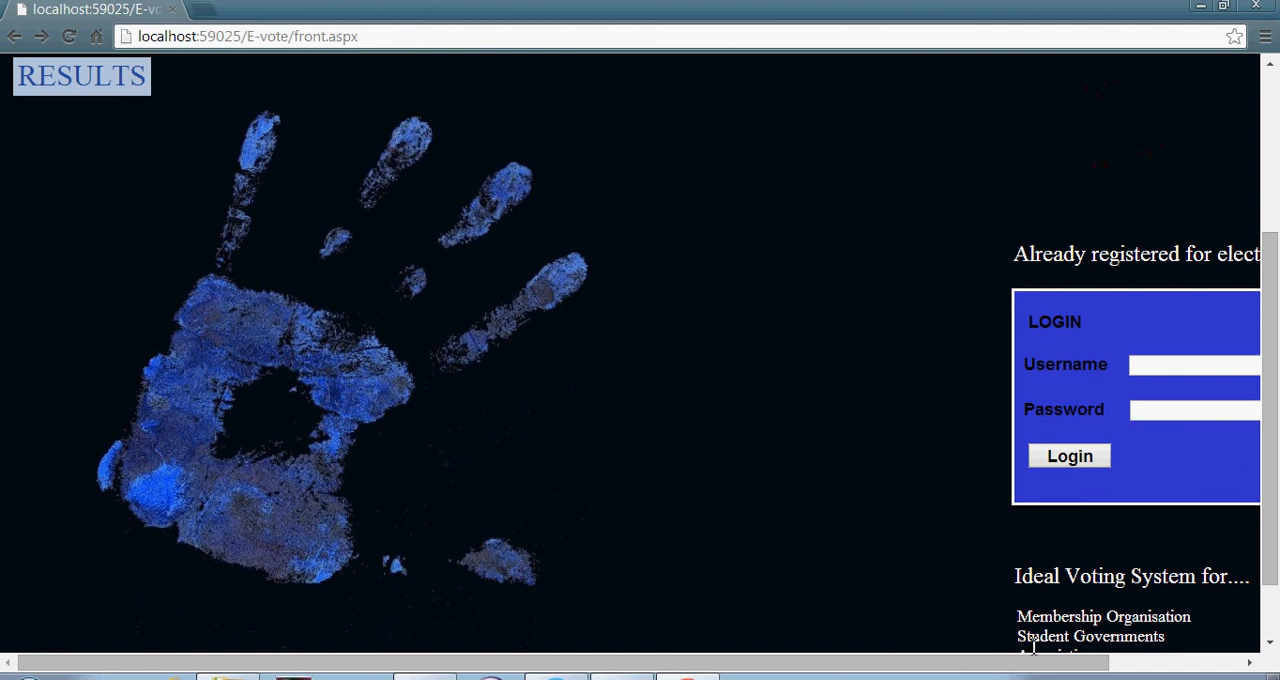 localhost:59025/E-vo
localhost:59025/E-vote/front.aspx
RESULTS
Already registered for elect
LOGIN
Username
Password
Login
Ideal Voting System for....
Membership Organisation
Student Governments